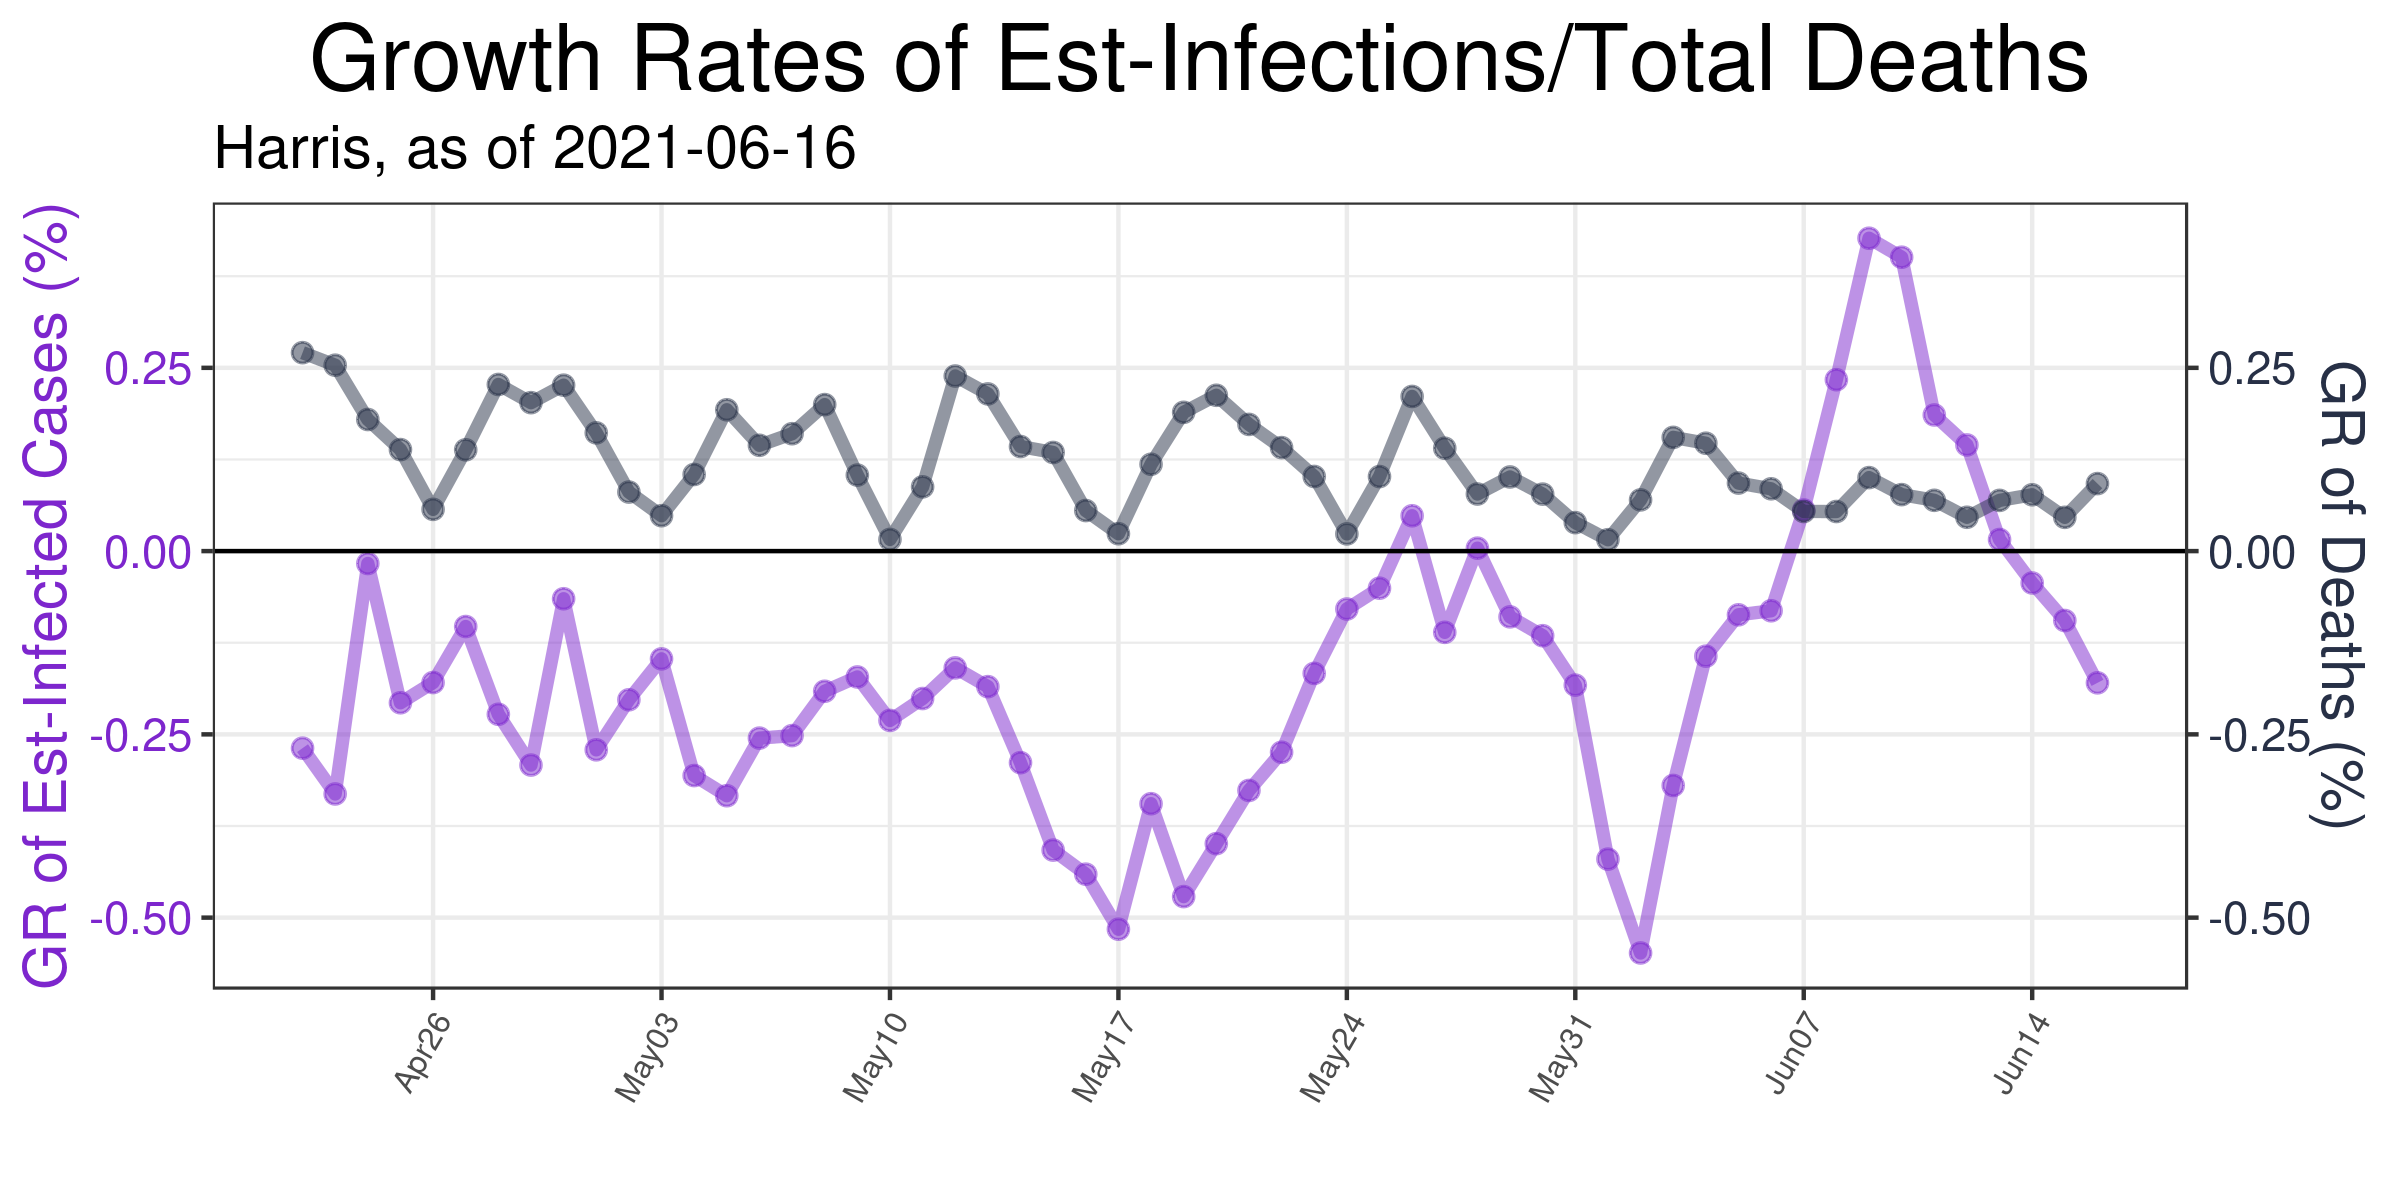 Growth Rates of Est-Infections/Total Deaths
Harris, as of 2021-06-16
GR of Est-Infected Cases (%)
0.25
0.00
-0.25
-0.50
0.25
0.00
-0.25
-0.50
GR of Deaths (%)
Apr26
May03
May10
May17
May24
May31
Jun07
Jun14